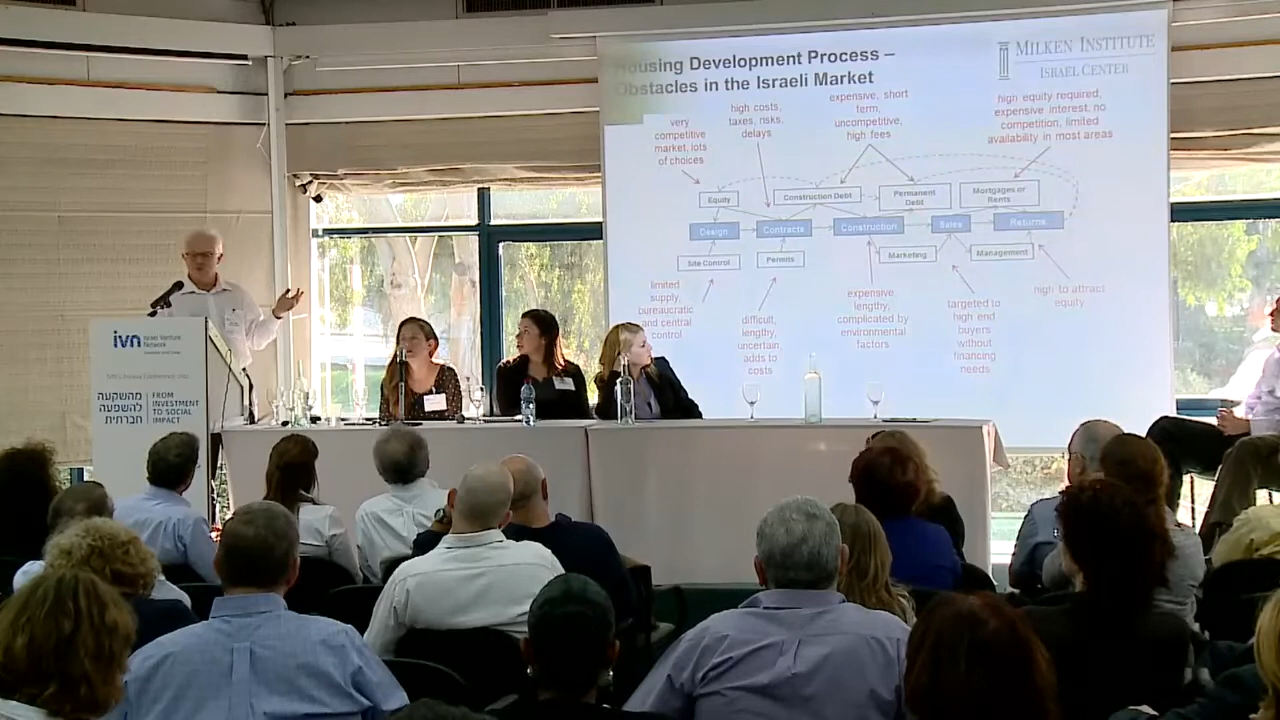 Housing Development Process –
Obstacles in the Israeli Market
MILKEN INSTITUTE
ISRAEL CENTER
very
competitive
market, lots
of choices
high costs,
taxes, risks,
delays
expensive, short
term,
uncompetitive,
high fees
high equity required,
expensive interest, no
competition, limited
availability in most areas
Equity
Construction Debt
Permanent
Debt
Mortgages or
Rents
Design
Contracts
Construction
Sales
Returns
Site Control
Permits
Marketing
Management
limited
supply,
bureaucratic
and central
control
difficult,
lengthy,
uncertain,
adds to
costs
expensive,
lengthy,
complicated by
environmental
factors
targeted to
high end
buyers
without
financing
needs
high to attract
equity
ivn
Israel Venture
Network
מהשקעה
להשפעה
חברתית
FROM
INVESTMENT
TO SOCIAL
IMPACT